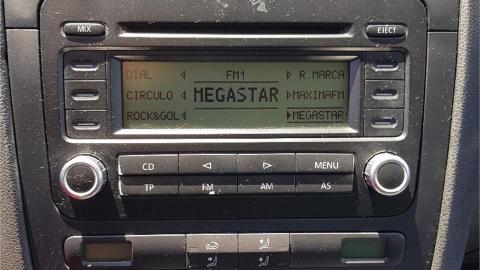 MIX
EJECT
DIAL FM1 R.MARCA
CIRCULO MEGASTAR MAXIMAFM
ROCK&GOL MEGASTAR
CD MENU
TP FM AM AS